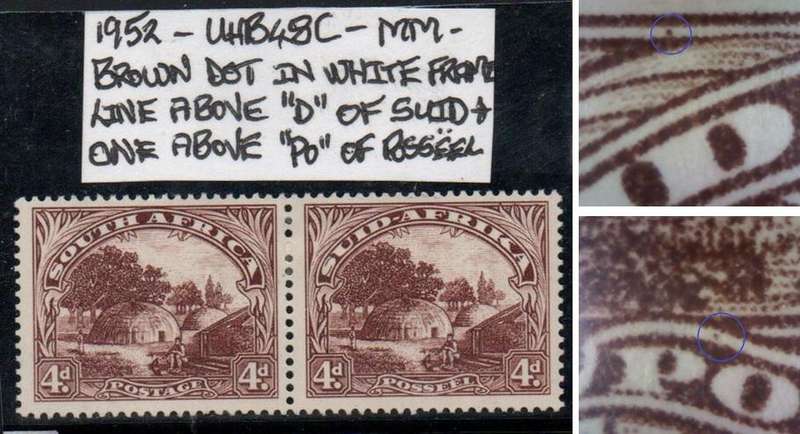 1952 - UHB48C - MM -
BROWN DOT IN WHITE FRAME
LINE ABOVE "D" OF SUID +
ONE ABOVE "PO" OF POSSEËL
SOUTH AFRICA
4d. 4d.
POSTAGE
SUID-AFRIKA
4d. 4d.
POSSEEL